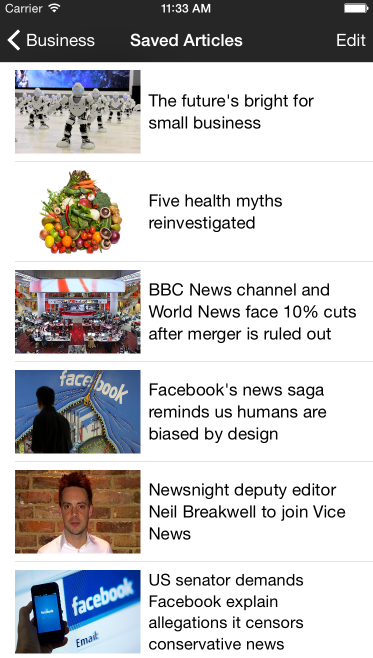 Carrier 11:33 AM
Business Saved Articles Edit
The future's bright for
small business
Five health myths
reinvestigated
BBC News channel and
World News face 10% cuts
after merger is ruled out
facebook
Facebook's news saga
reminds us humans are
biased by design
Newsnight deputy editor
Neil Breakwell to join Vice
News
US senator demands
Facebook explain
allegations it censors
conservative news
facebook
Email: